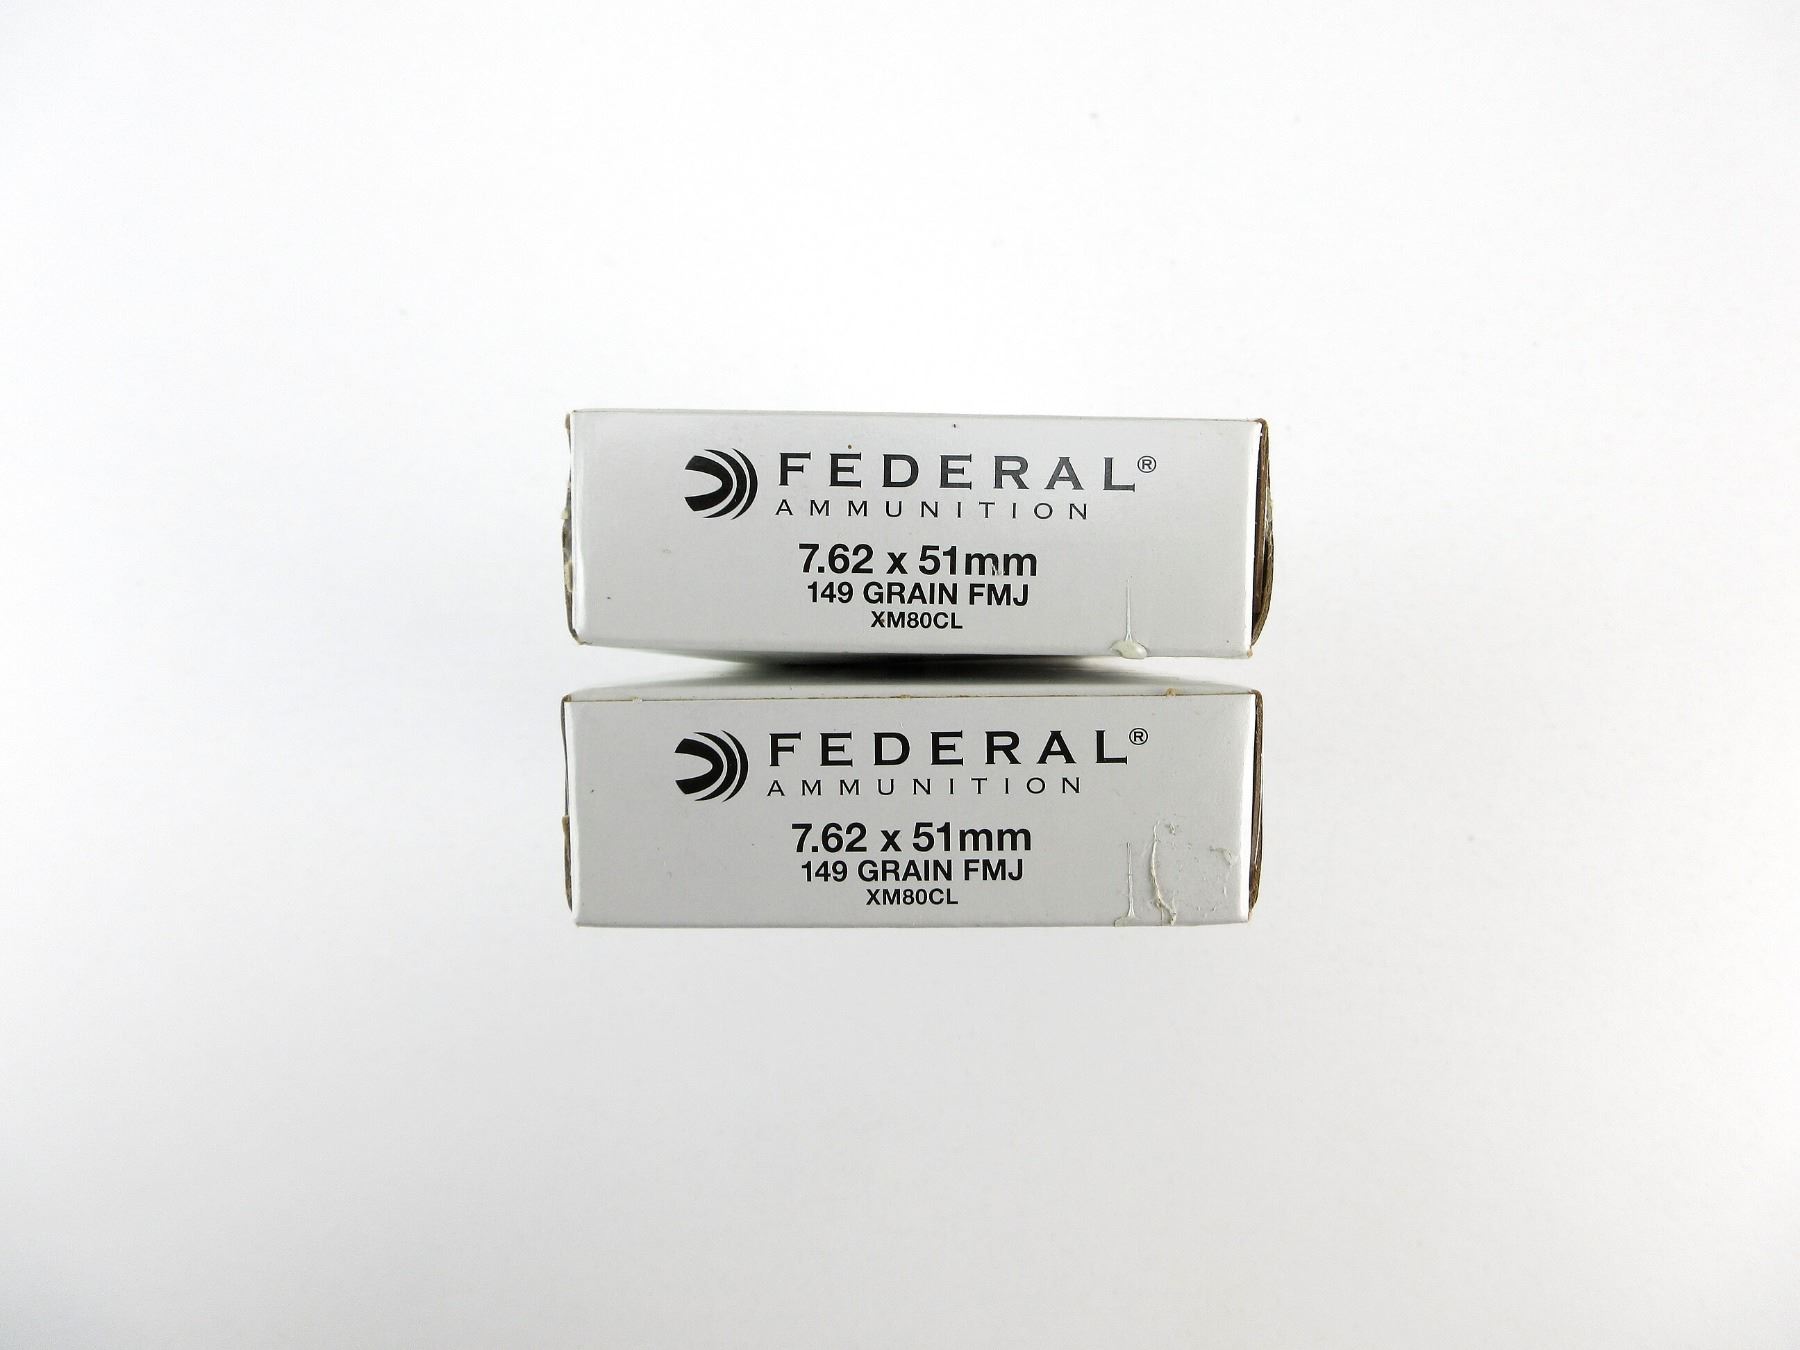 FEDERAL®
AMMUNITION
7.62 x 51mm
149 GRAIN FMJ
XM80CL
FEDERAL®
AMMUNITION
7.62 x 51mm
149 GRAIN FMJ
XM80CL